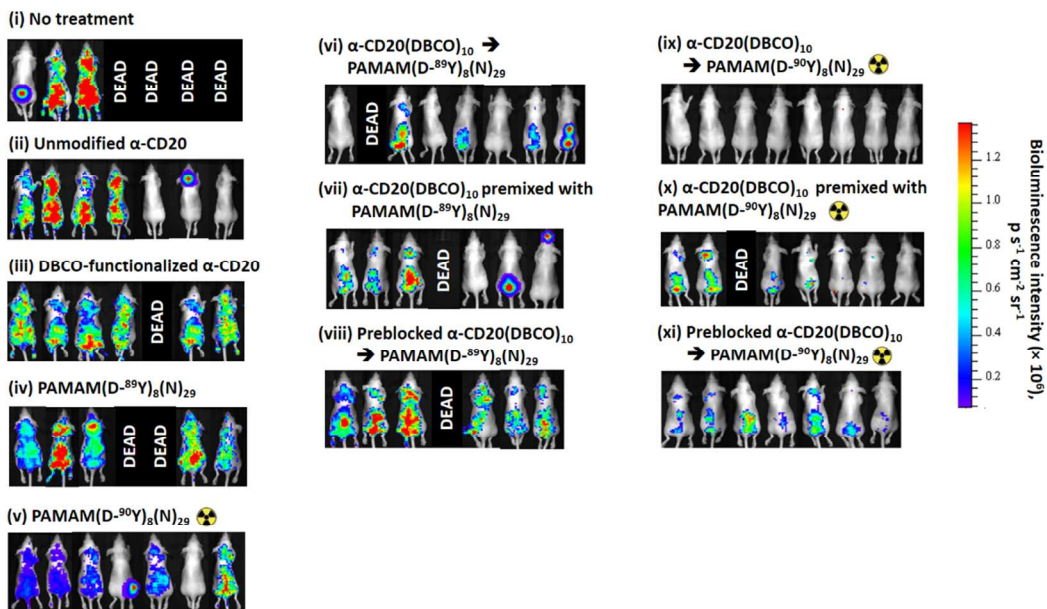 (i) No treatment
DEAD
DEAD
DEAD
DEAD
(ii) Unmodified α-CD20
(iii) DBCO-functionalized α-CD20
DEAD
(iv) PAMAM(D-⁸⁹Y)₈(N)₂₉
DEAD
DEAD
(v) PAMAM(D-⁹⁰Y)₈(N)₂₉
(vi) α-CD20(DBCO)₁₀ ➔
PAMAM(D-⁸⁹Y)₈(N)₂₉
DEAD
(vii) α-CD20(DBCO)₁₀ premixed with
PAMAM(D-⁸⁹Y)₈(N)₂₉
DEAD
(viii) Preblocked α-CD20(DBCO)₁₀
➔ PAMAM(D-⁸⁹Y)₈(N)₂₉
DEAD
(ix) α-CD20(DBCO)₁₀
➔ PAMAM(D-⁹⁰Y)₈(N)₂₉
(x) α-CD20(DBCO)₁₀ premixed with
PAMAM(D-⁹⁰Y)₈(N)₂₉
DEAD
(xi) Preblocked α-CD20(DBCO)₁₀
➔ PAMAM(D-⁹⁰Y)₈(N)₂₉
1.2
1.0
0.8
0.6
0.4
0.2
Bioluminescence intensity (× 10⁶),
p s⁻¹ cm⁻² sr⁻¹